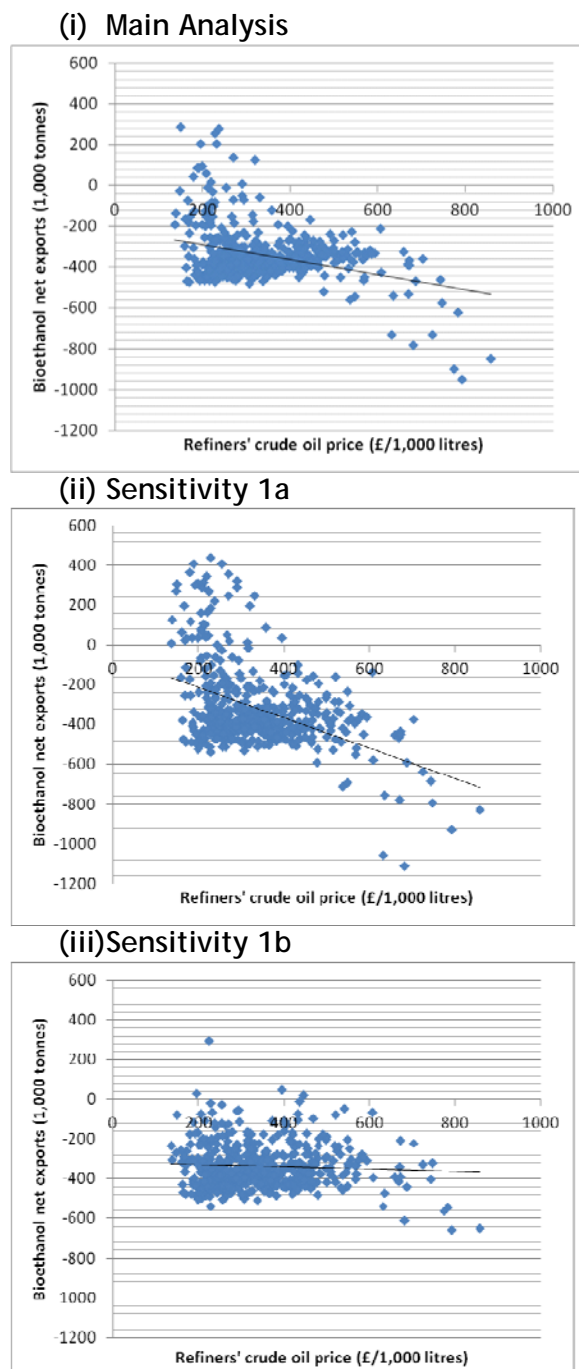 (i) Main Analysis
600
400
200
0
-200
-400
-600
-800
-1000
-1200
0 200 400 600 800 1000
Bioethanol net exports (1,000 tonnes)
Refiners' crude oil price (£/1,000 litres)
(ii) Sensitivity 1a
600
400
200
0
-200
-400
-600
-800
-1000
-1200
0 200 400 600 800 1000
Bioethanol net exports (1,000 tonnes)
Refiners' crude oil price (£/1,000 litres)
(iii)Sensitivity 1b
600
400
200
0
-200
-400
-600
-800
1000
-1200
0 200 400 600 800 1000
Bioethanol net exports (1,000 tonnes)
Refiners' crude oil price (£/1,000 litres)